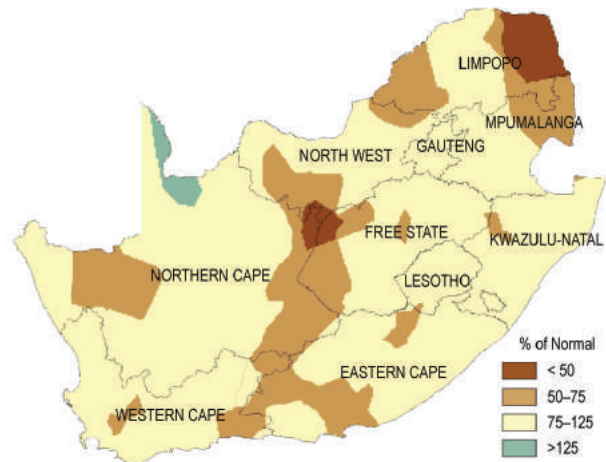 LIMPOPO
MPUMALANGA
GAUTENG
NORTH WEST
FREE STATE
KWAZULU-NATAL
NORTHERN CAPE
LESOTHO
EASTERN CAPE
WESTERN CAPE
% of Normal
< 50
50–75
75–125
>125